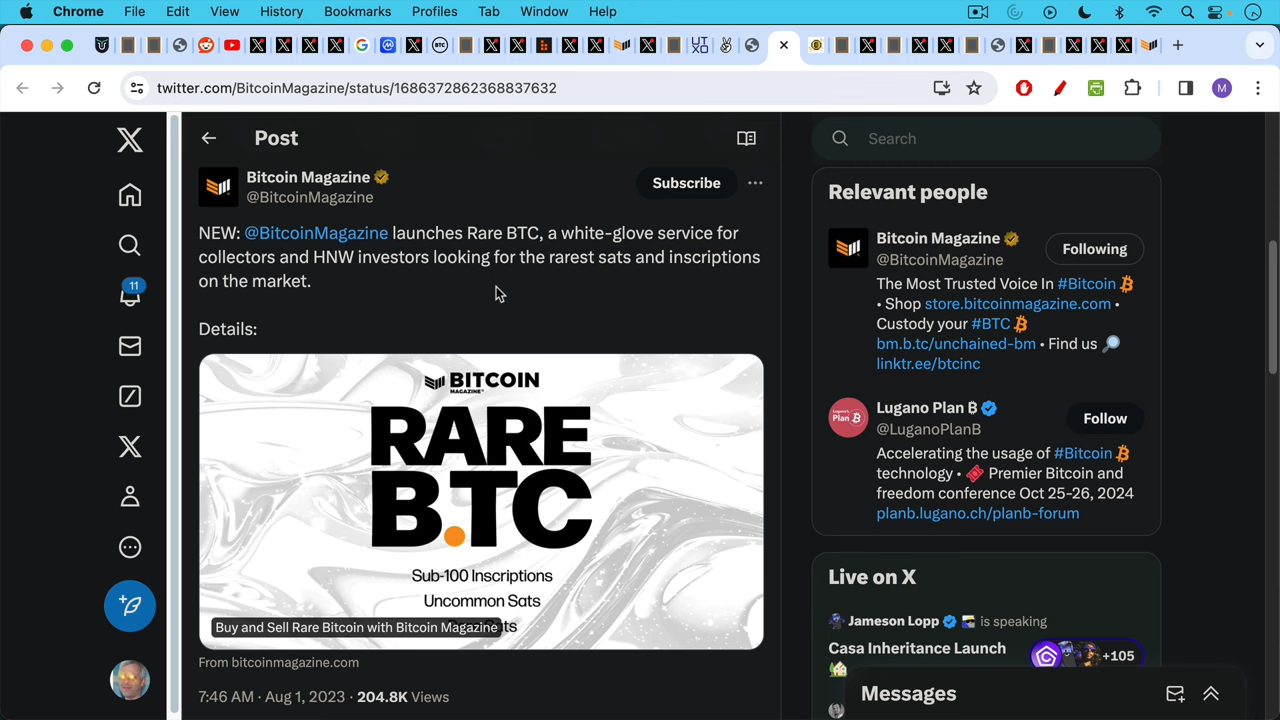 Chrome File Edit View History Bookmarks Profiles Tab Window Help
twitter.com/BitcoinMagazine/status/1686372862368837632
M
Post
Search
Bitcoin Magazine
@BitcoinMagazine
Subscribe
NEW: @BitcoinMagazine launches Rare BTC, a white-glove service for
collectors and HNW investors looking for the rarest sats and inscriptions
on the market.
Details:
BITCOIN
MAGAZINE
RARE
B.TC
Sub-100 Inscriptions
Uncommon Sats
Buy and Sell Rare Bitcoin with Bitcoin Magazine
From bitcoinmagazine.com
7:46 AM · Aug 1, 2023 · 204.8K Views
11
Relevant people
Bitcoin Magazine
@BitcoinMagazine
Following
The Most Trusted Voice In #Bitcoin
• Shop store.bitcoinmagazine.com •
Custody your #BTC
bm.b.tc/unchained-bm • Find us
linktr.ee/btcinc
Lugano Plan ₿
@LuganoPlanB
Follow
Accelerating the usage of #Bitcoin
technology • Premier Bitcoin and
freedom conference Oct 25-26, 2024
planb.lugano.ch/planb-forum
Live on X
Jameson Lopp is speaking
Casa Inheritance Launch
+105
Messages